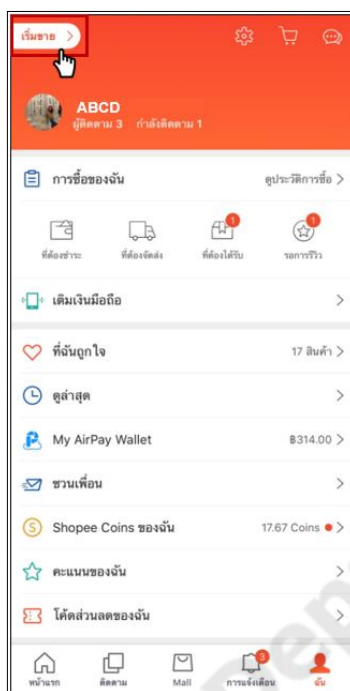 เริ่มขาย >
ABCD
ผู้ติดตาม 3 กำลังติดตาม 1
การซื้อของฉัน ดูประวัติการซื้อ >
1 1
ที่ต้องชำระ ที่ต้องจัดส่ง ที่ต้องได้รับ รอการรีวิว
เติมเงินมือถือ >
ที่ฉันถูกใจ 17 สินค้า >
ดูล่าสุด >
My AirPay Wallet ฿314.00 >
ชวนเพื่อน >
S Shopee Coins ของฉัน 17.67 Coins >
คะแนนของฉัน >
โค้ดส่วนลดของฉัน >
3
หน้าแรก ติดตาม Mall การแจ้งเตือน ฉัน